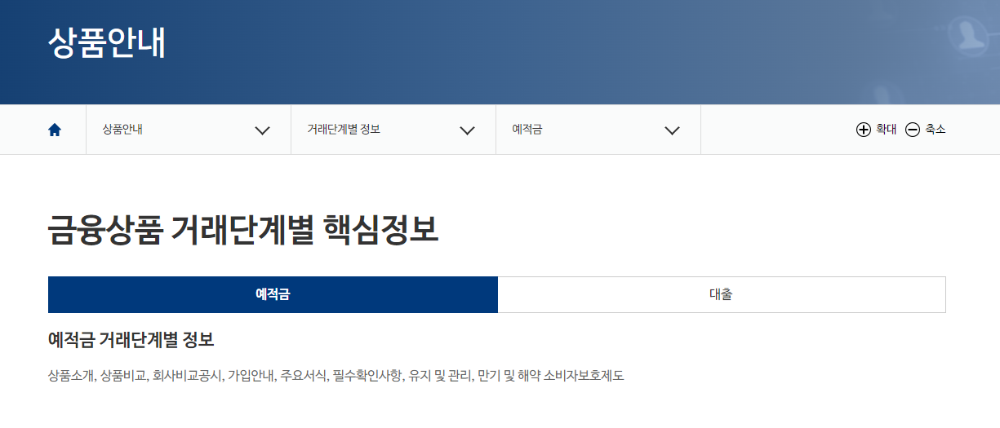 상품안내
상품안내 거래단계별 정보 예적금 확대 축소
금융상품 거래단계별 핵심정보
예적금 대출
예적금 거래단계별 정보
상품소개, 상품비교, 회사비교공시, 가입안내, 주요서식, 필수확인사항, 유지 및 관리, 만기 및 해약 소비자보호제도